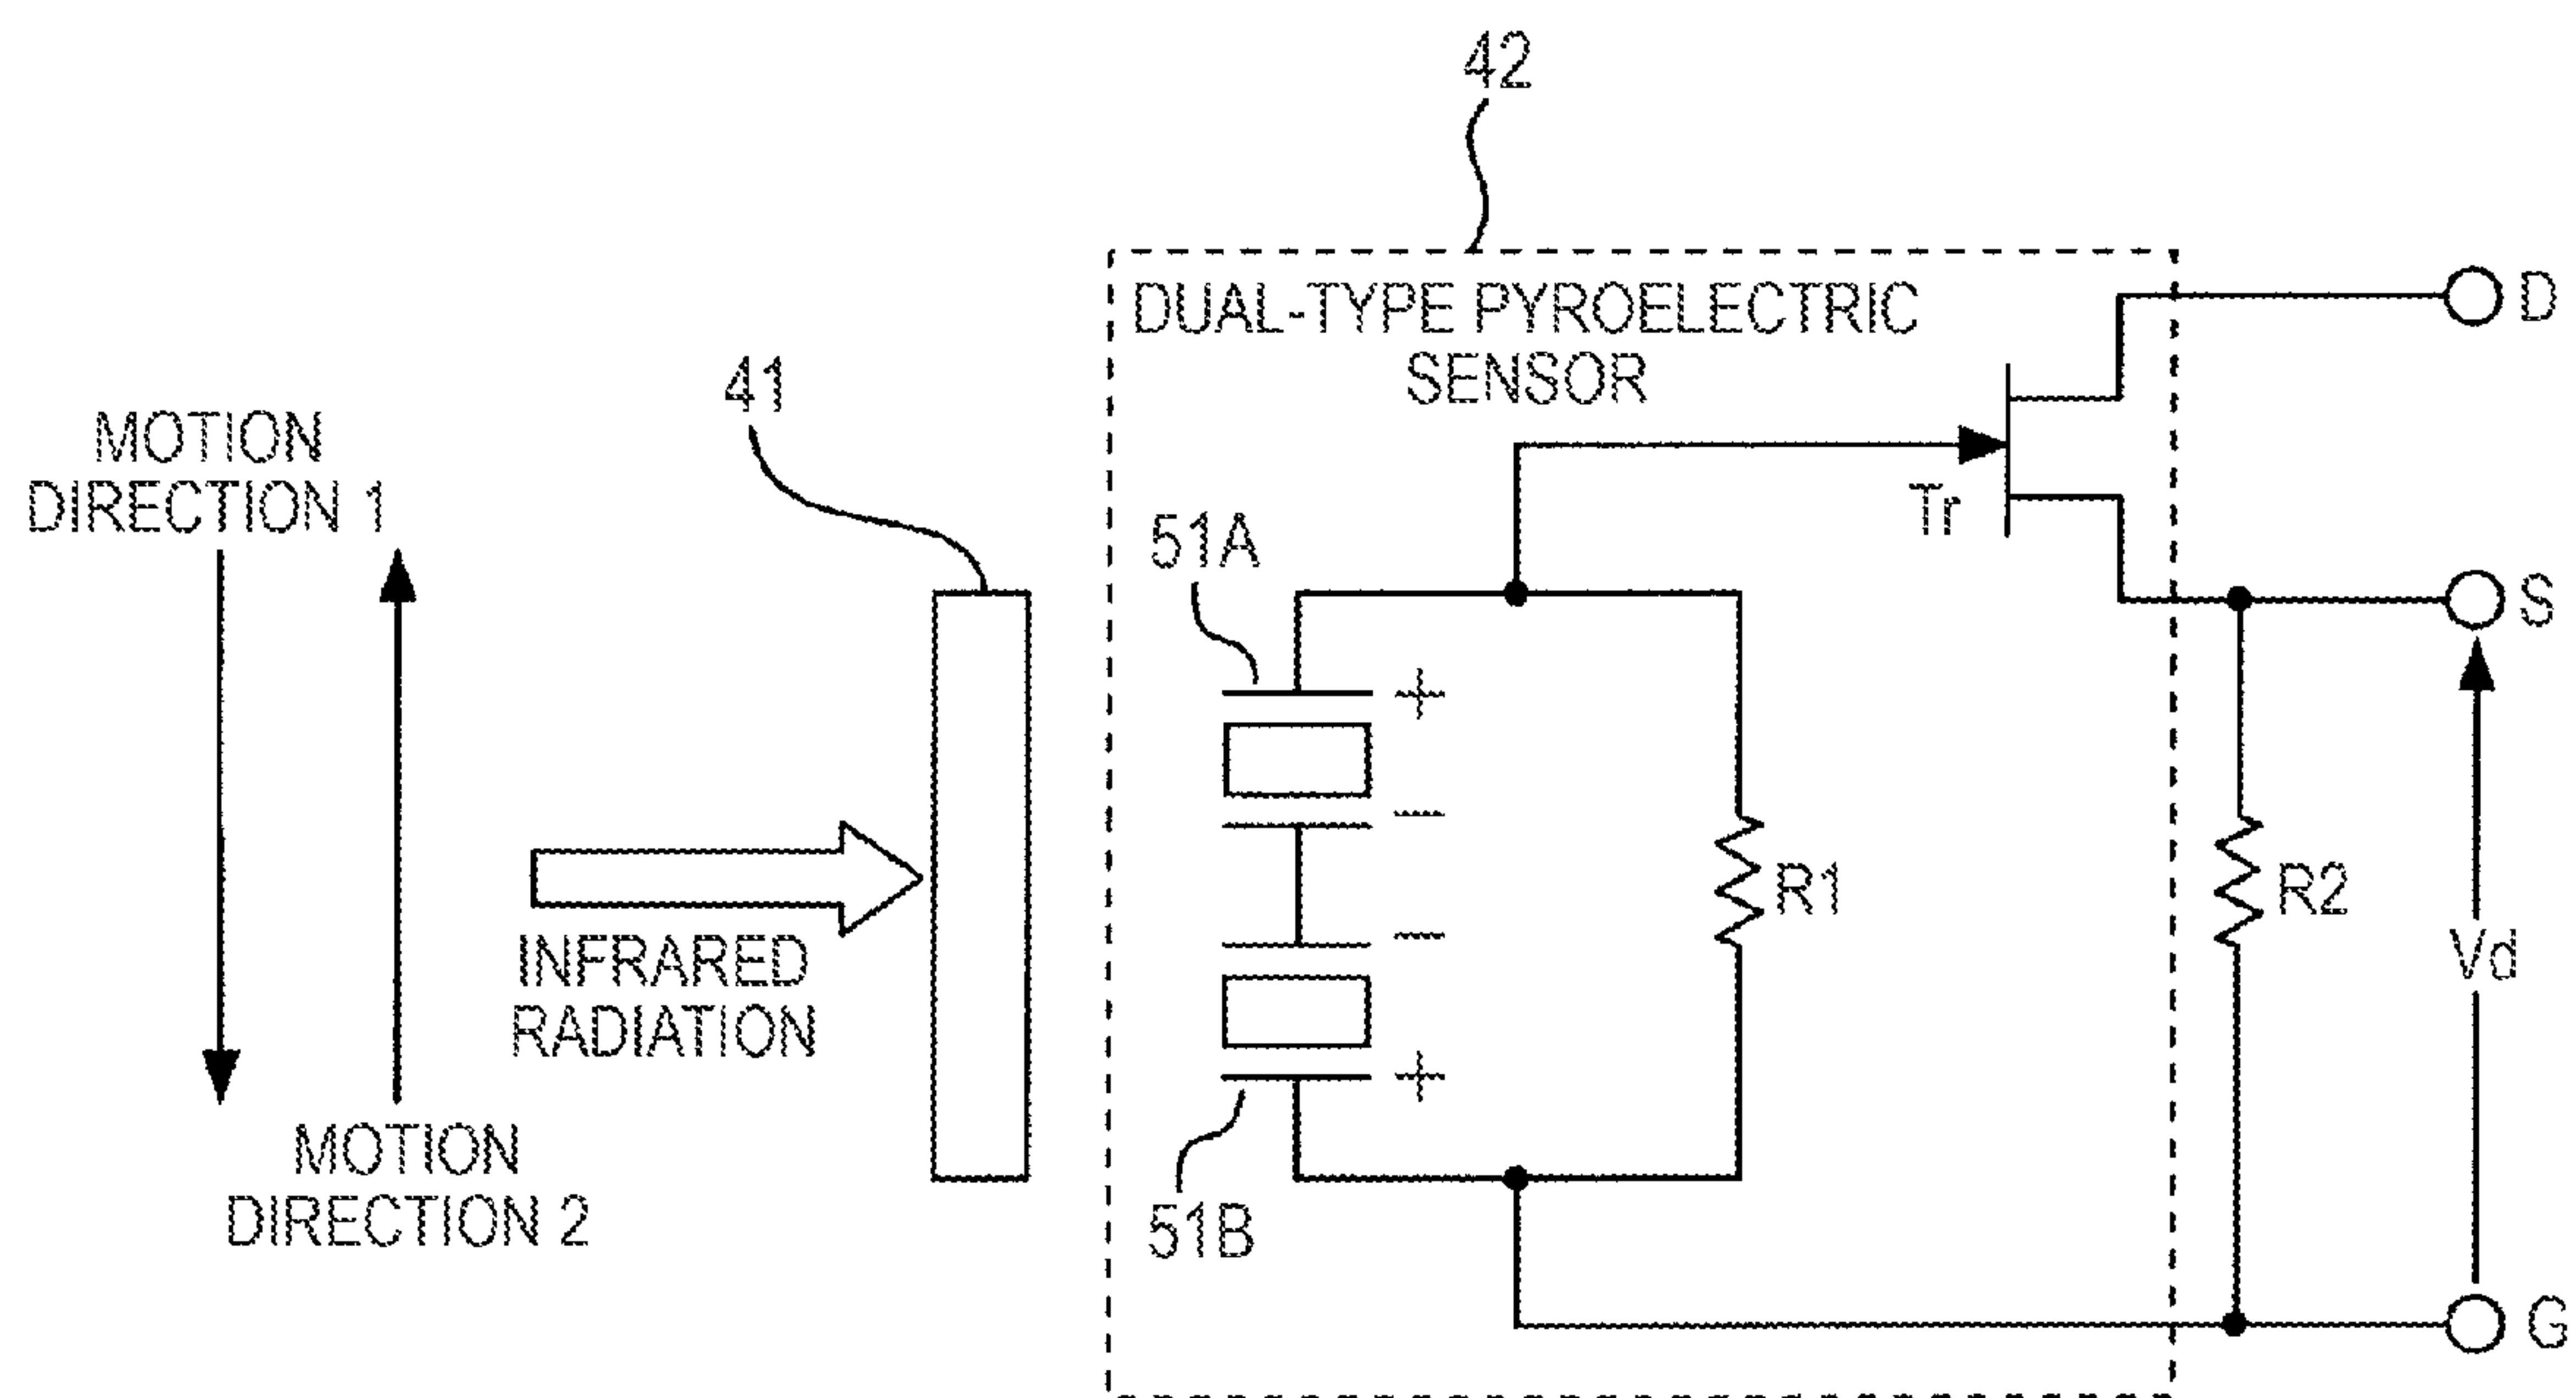 42
DUAL-TYPE PYROELECTRIC
SENSOR
D
41
MOTION
DIRECTION 1
Tr
51A
S
+
−
R1
R2
INFRARED
RADIATION
−
Vd
+
MOTION
DIRECTION 2
51B
G